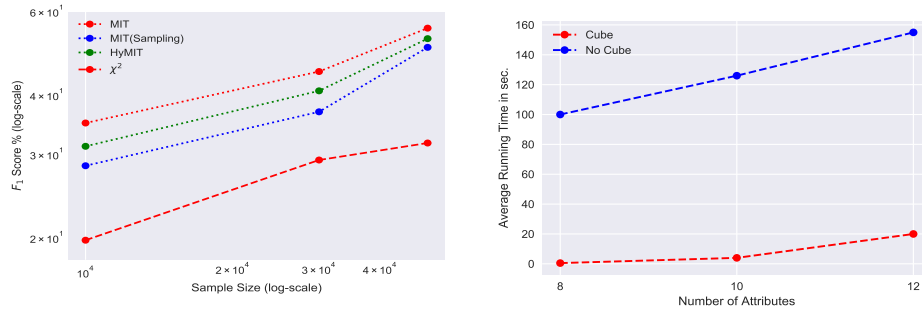 MIT
MIT(Sampling)
HyMIT
χ²
F₁ Score % (log-scale)
6 × 10¹
4 × 10¹
3 × 10¹
2 × 10¹
10⁴
2 × 10⁴
3 × 10⁴
4 × 10⁴
Sample Size (log-scale)
Cube
No Cube
Average Running Time in sec.
160
140
120
100
80
60
40
20
0
8
10
12
Number of Attributes